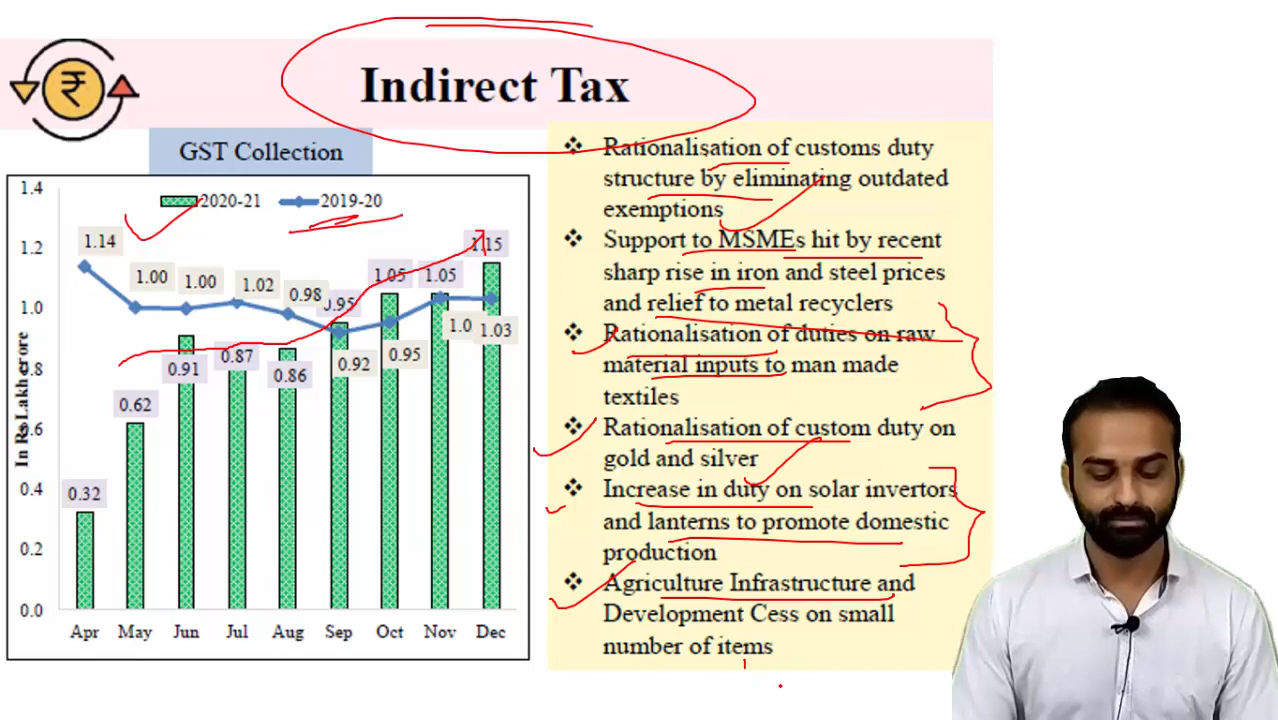 Indirect Tax
GST Collection
1.4
1.2
1.0
0.8
0.6
0.4
0.2
0.0
In Rs Lakh crore
2020-21
2019-20
1.14
1.00
1.00
1.02
0.98
0.92
0.95
1.0
1.03
0.32
0.62
0.91
0.87
0.86
0.95
1.05
1.05
1.15
Apr May Jun Jul Aug Sep Oct Nov Dec
❖ Rationalisation of customs duty
structure by eliminating outdated
exemptions
❖ Support to MSMEs hit by recent
sharp rise in iron and steel prices
and relief to metal recyclers
❖ Rationalisation of duties on raw
material inputs to man made
textiles
❖ Rationalisation of custom duty on
gold and silver
❖ Increase in duty on solar invertors
and lanterns to promote domestic
production
❖ Agriculture Infrastructure and
Development Cess on small
number of items